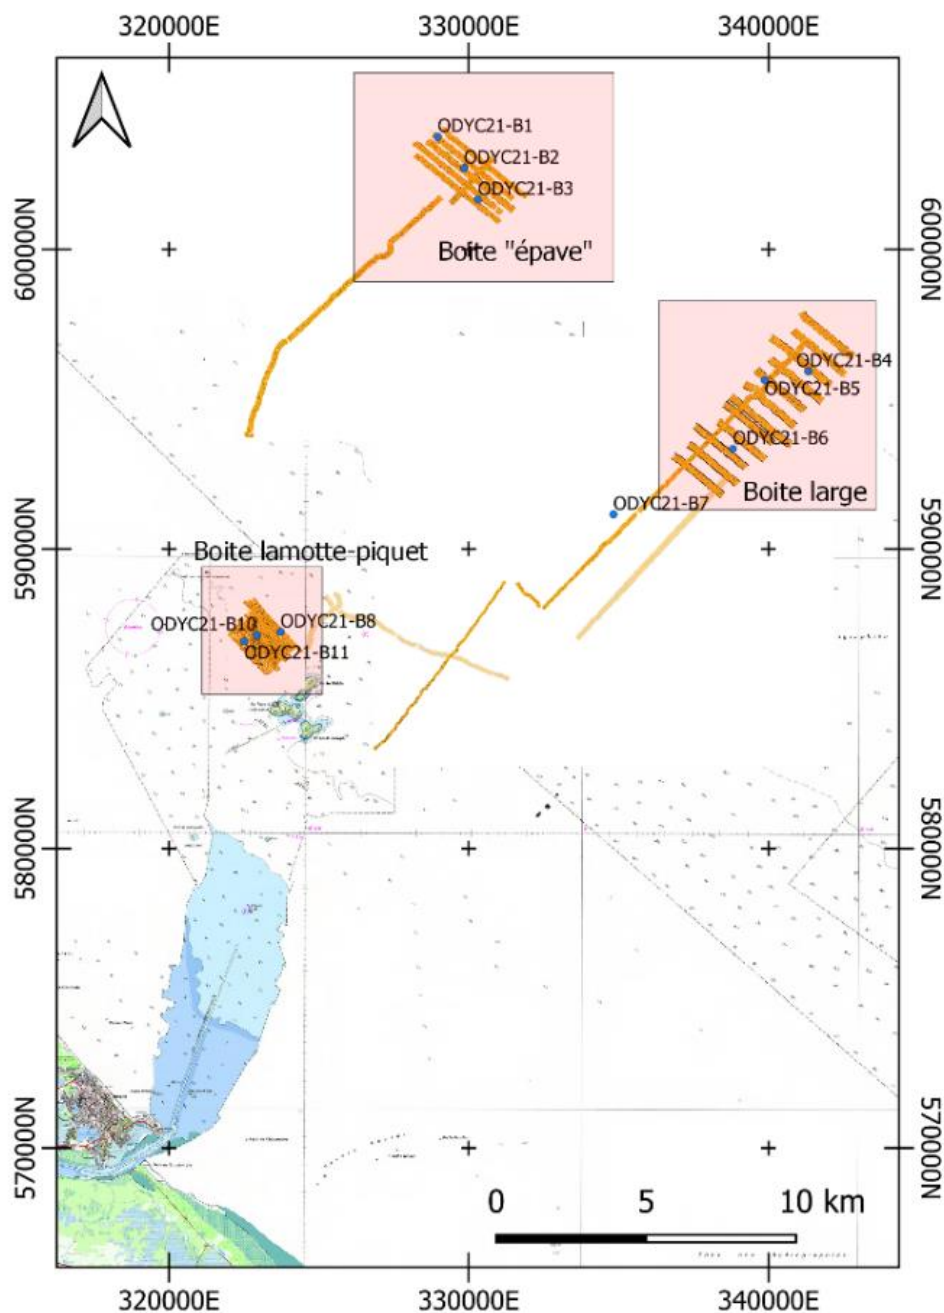 320000E 330000E 340000E
ODYC21-B1
ODYC21-B2
ODYC21-B3
600000N
600000N
Boite "épave"
ODYC21-B4
ODYC21-B5
ODYC21-B6
Boite large
ODYC21-B7
590000N
590000N
Boite lamotte-piquet
ODYC21-B10
ODYC21-B8
ODYC21-B11
580000N
580000N
570000N
570000N
0 5 10 km
320000E 330000E 340000E